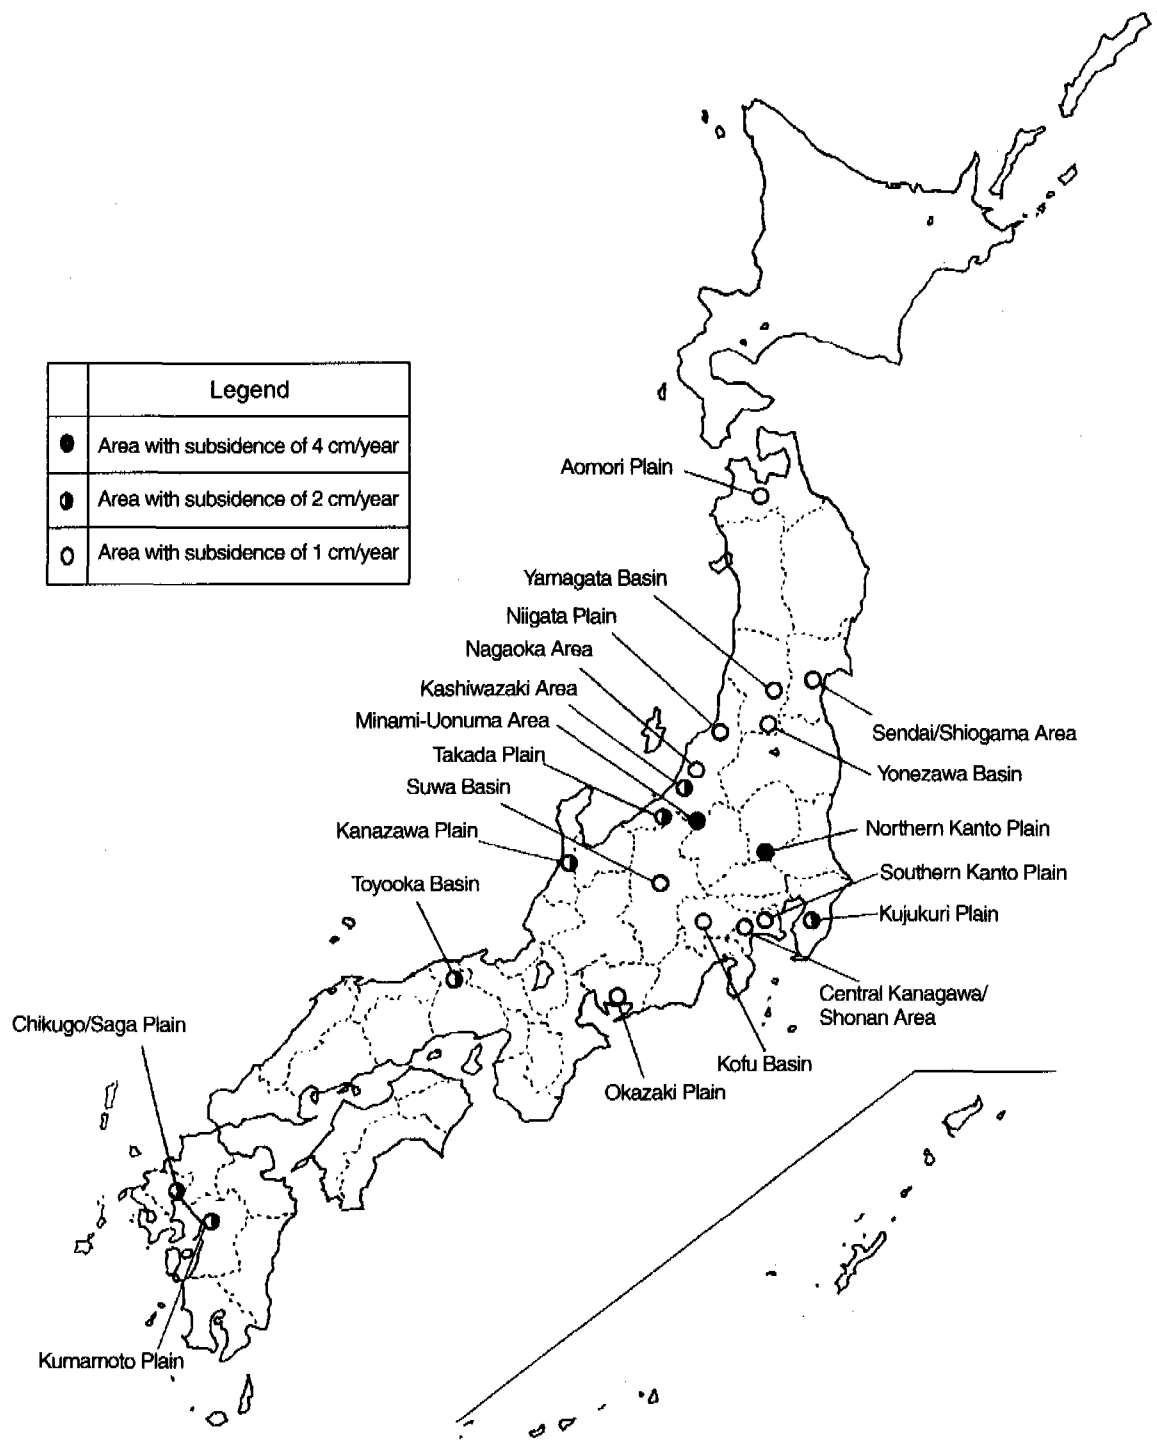 Legend
Area with subsidence of 4 cm/year
Area with subsidence of 2 cm/year
Area with subsidence of 1 cm/year
Aomori Plain
Yamagata Basin
Niigata Plain
Nagaoka Area
Kashiwazaki Area
Minami-Uonuma Area
Takada Plain
Suwa Basin
Kanazawa Plain
Toyooka Basin
Chikugo/Saga Plain
Kumamoto Plain
Sendai/Shiogama Area
Yonezawa Basin
Northern Kanto Plain
Southern Kanto Plain
Kujukuri Plain
Central Kanagawa/
Shonan Area
Kofu Basin
Okazaki Plain